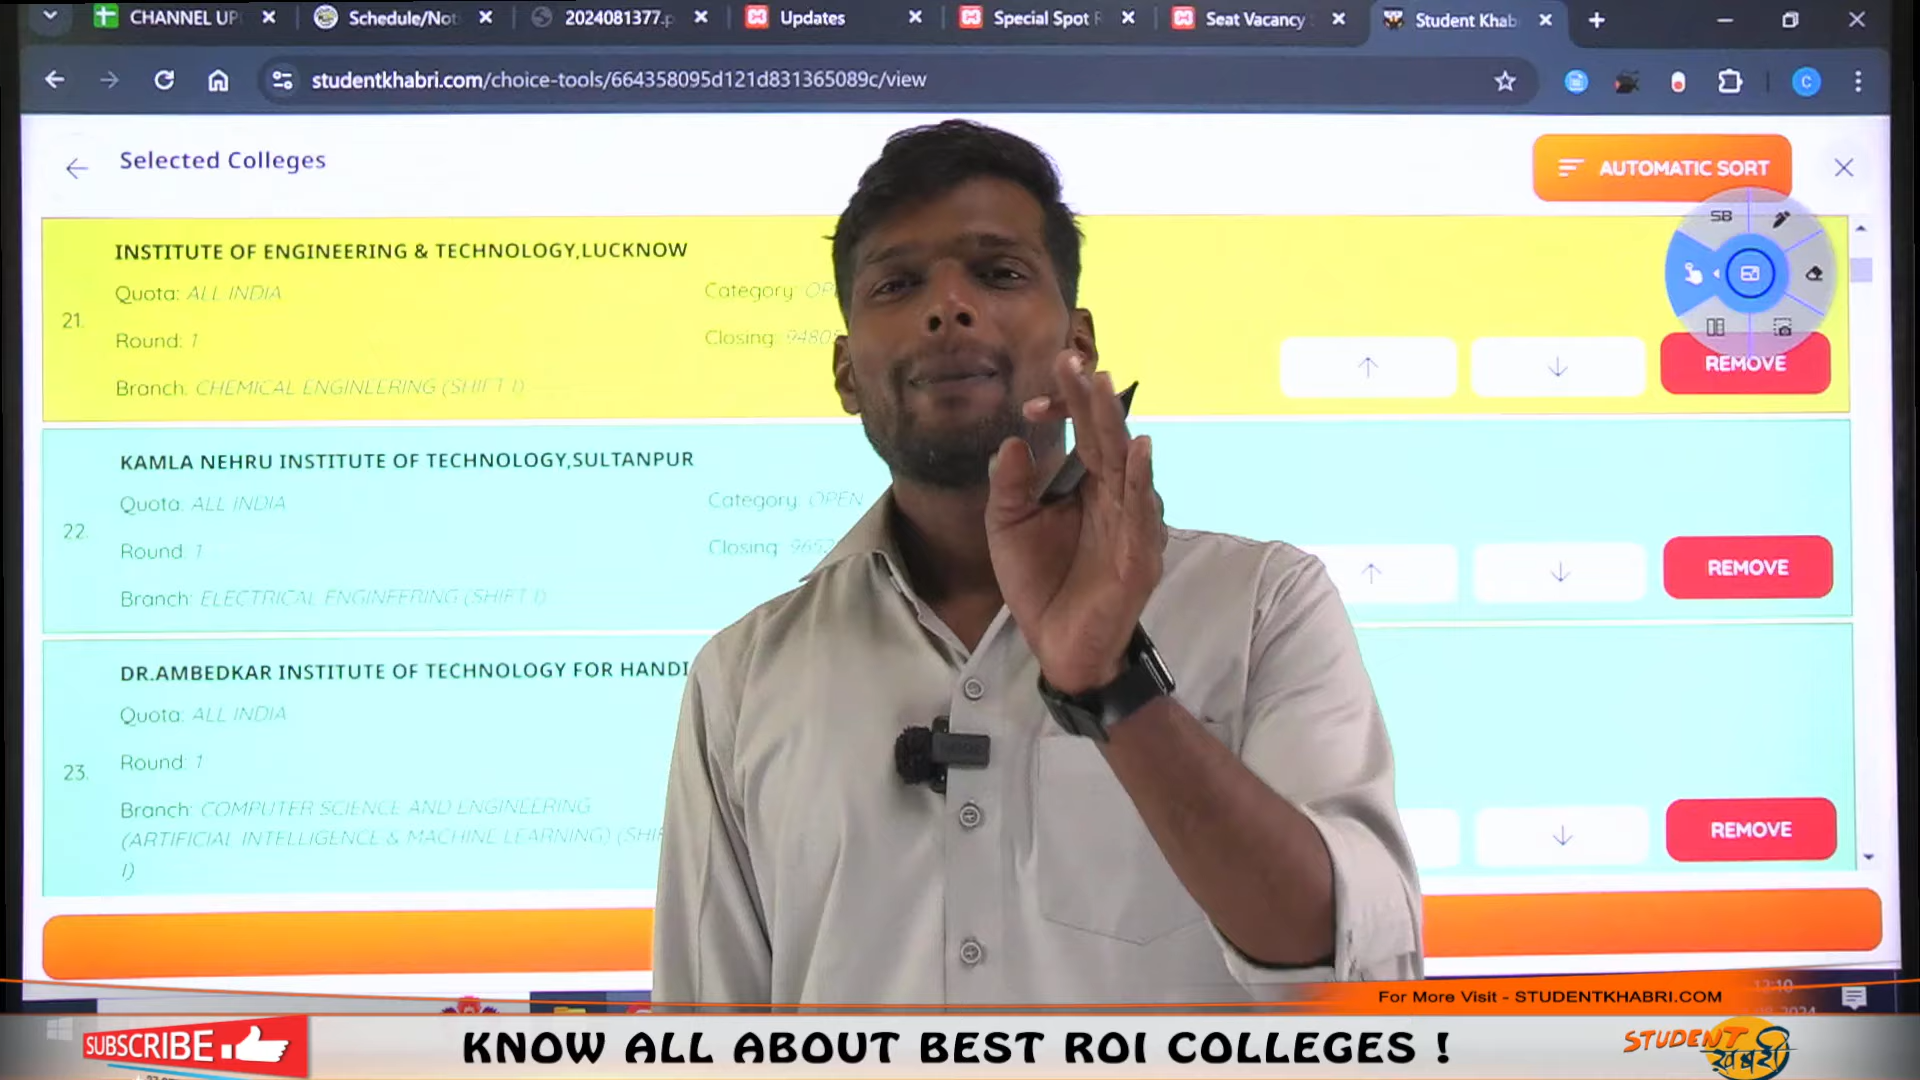 CHANNEL UP
Schedule/Not
2024081377.p
Updates
Special Spot R
Seat Vacancy
Student Khab
studentkhabri.com/choice-tools/664358095d121d831365089c/view
C
Selected Colleges
AUTOMATIC SORT
SB
21.
INSTITUTE OF ENGINEERING & TECHNOLOGY,LUCKNOW
Quota: ALL INDIA
Category: OP
Round: 1
Closing: 94805
Branch: CHEMICAL ENGINEERING (SHIFT I)
REMOVE
22.
KAMLA NEHRU INSTITUTE OF TECHNOLOGY,SULTANPUR
Quota: ALL INDIA
Category: OPEN
Round: 1
Closing:
Branch: ELECTRICAL ENGINEERING (SHIFT I)
REMOVE
23.
DR.AMBEDKAR INSTITUTE OF TECHNOLOGY FOR HANDI
Quota: ALL INDIA
Round: 1
Branch: COMPUTER SCIENCE AND ENGINEERING
(ARTIFICIAL INTELLIGENCE & MACHINE LEARNING) (SHIF
I)
REMOVE
For More Visit - STUDENTKHABRI.COM
SUBSCRIBE
KNOW ALL ABOUT BEST ROI COLLEGES !
STUDENT
खबरी